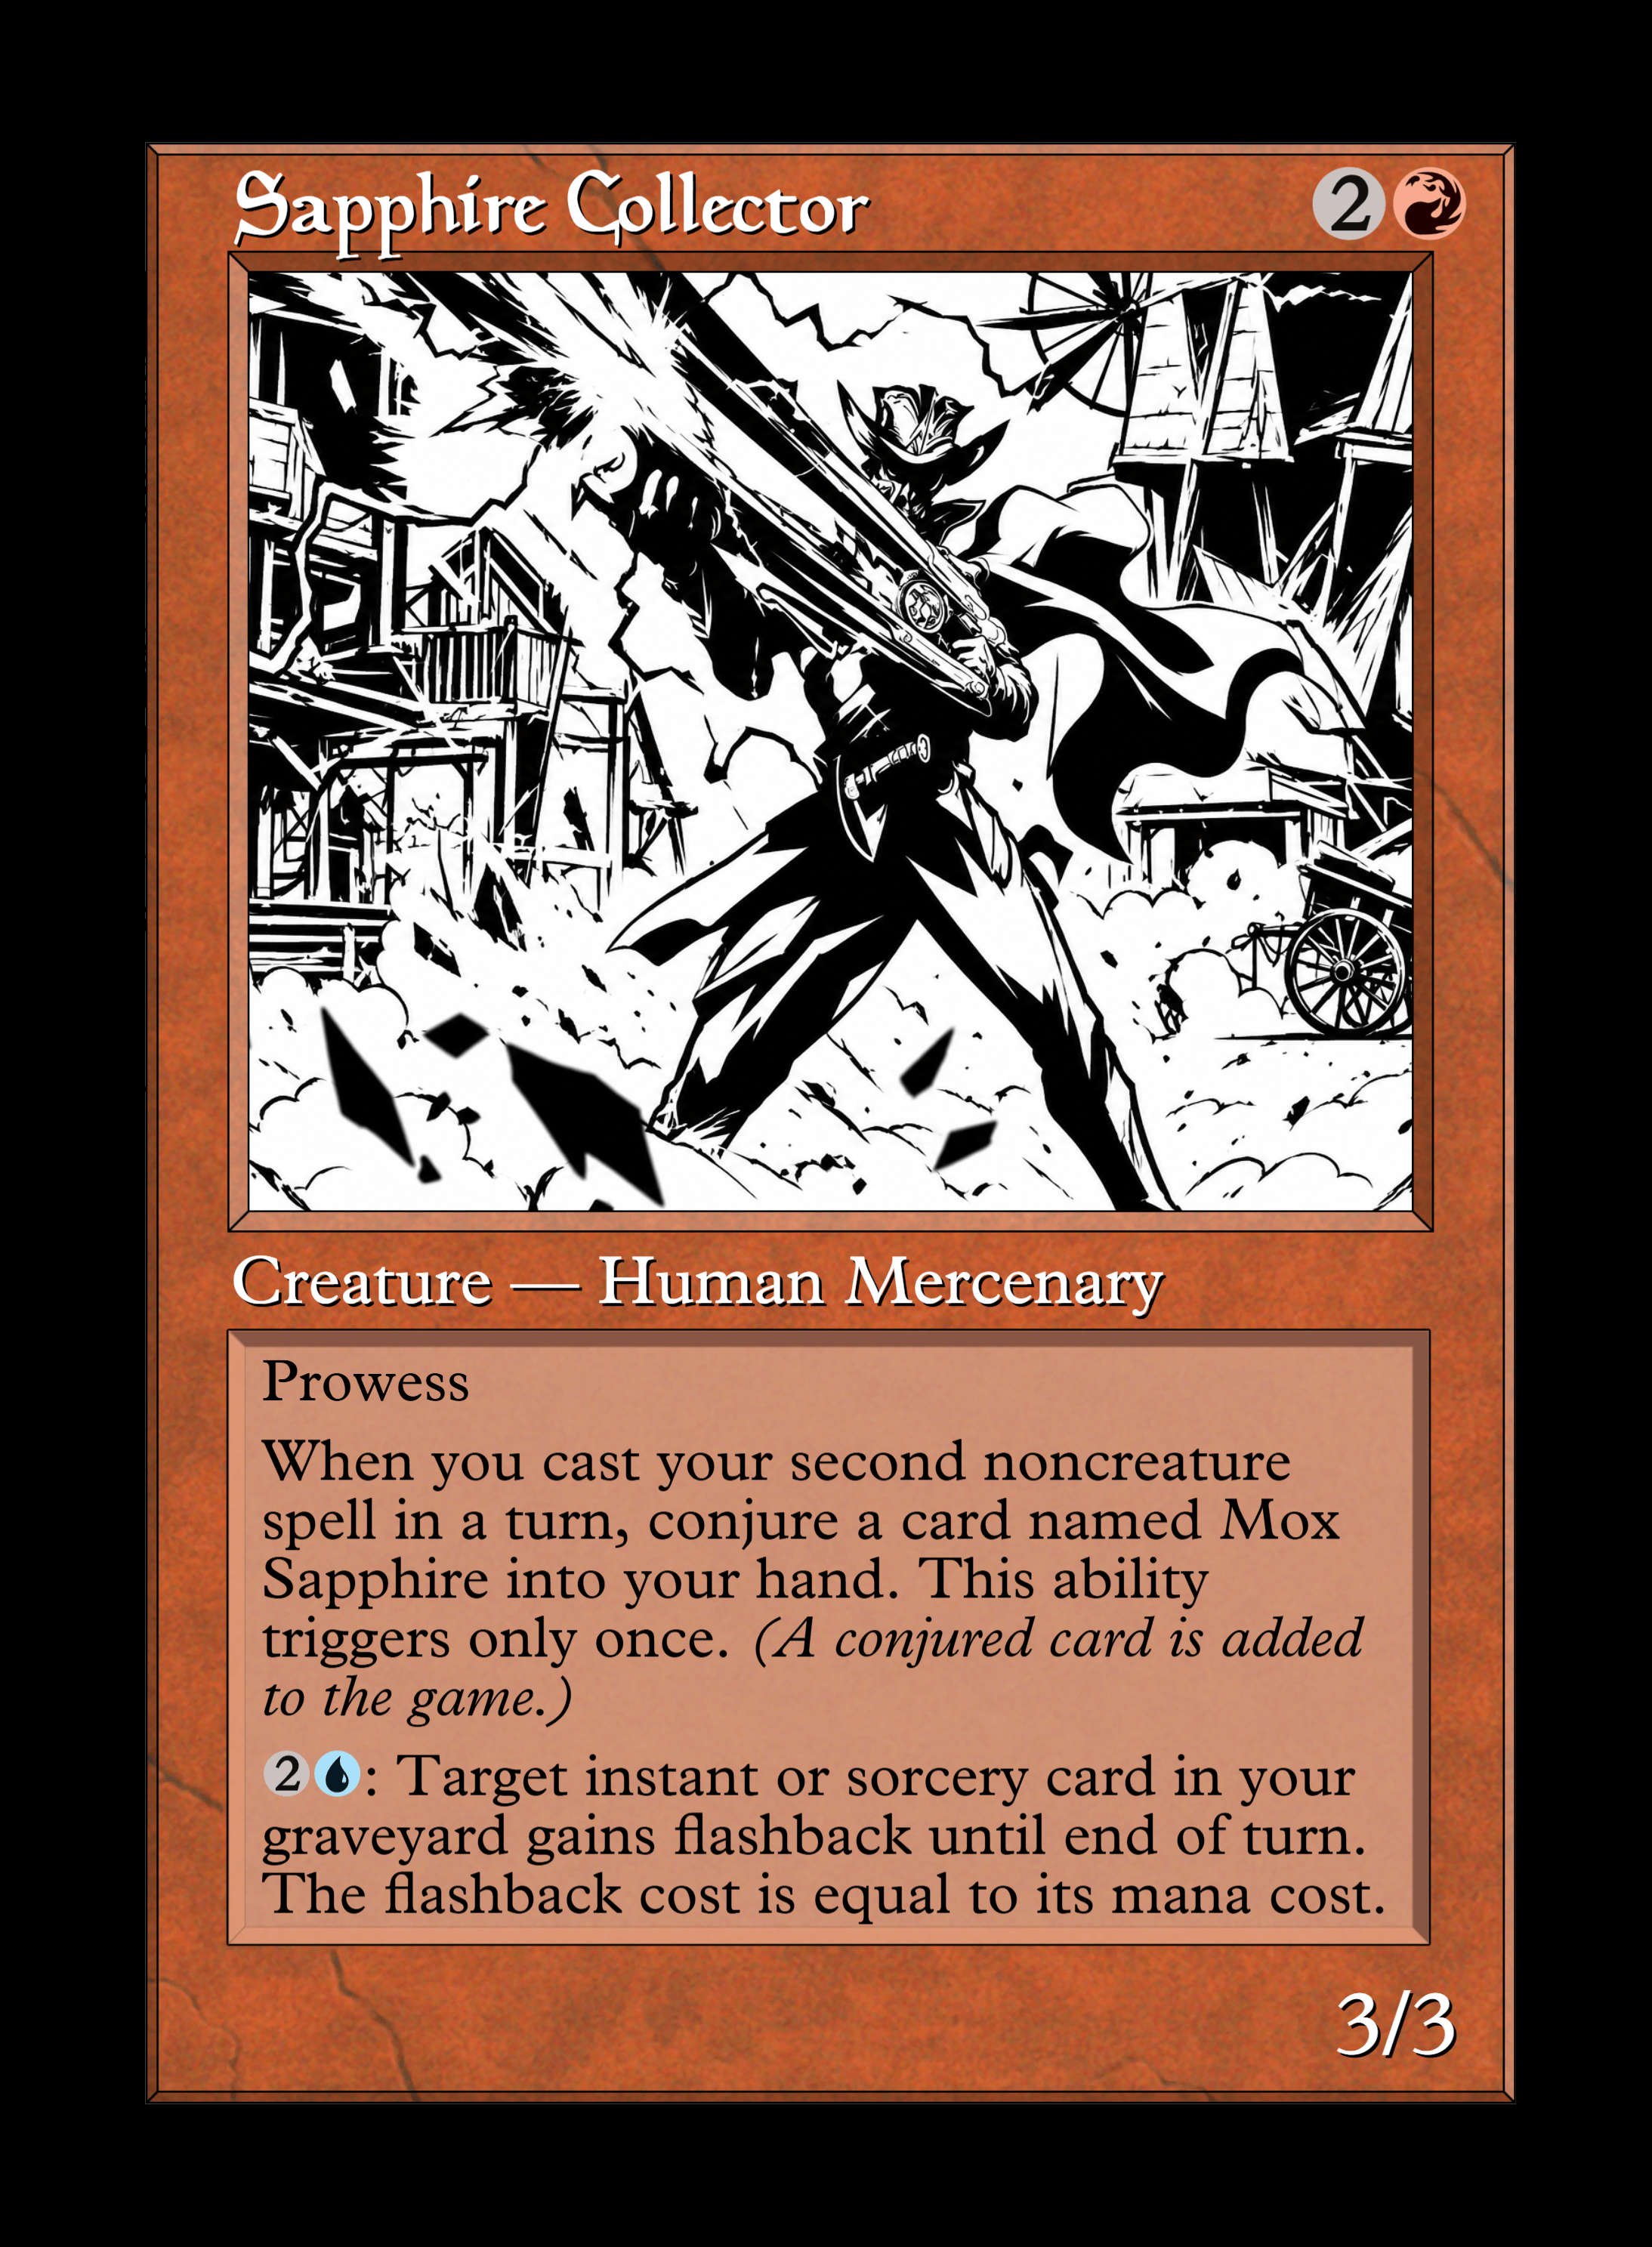 Sapphire Collector 2
Creature — Human Mercenary
Prowess
When you cast your second noncreature
spell in a turn, conjure a card named Mox
Sapphire into your hand. This ability
triggers only once. (A conjured card is added
to the game.)
2: Target instant or sorcery card in your
graveyard gains flashback until end of turn.
The flashback cost is equal to its mana cost.
3/3